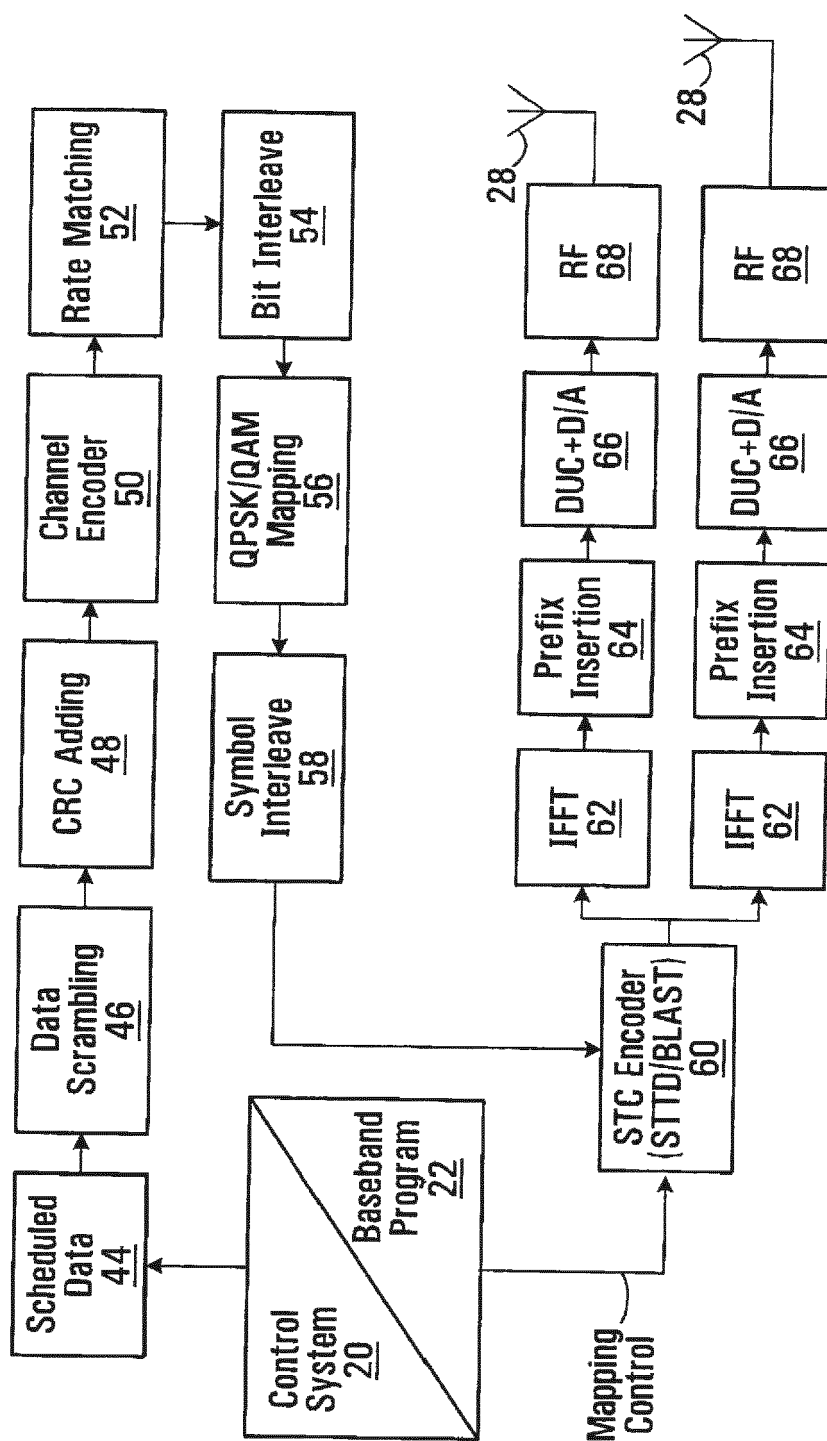 Scheduled
Data
44
Data
Scrambling
46
CRC Adding
48
Channel
Encoder
50
Rate Matching
52
Control
System
20
Baseband
Program
22
Symbol
Interleave
58
QPSK/QAM
Mapping
56
Bit Interleave
54
Mapping
Control
STC Encoder
(STTD/BLAST)
60
IFFT
62
Prefix
Insertion
64
DUC+D/A
66
RF
68
28
IFFT
62
Prefix
Insertion
64
DUC+D/A
66
RF
68
28